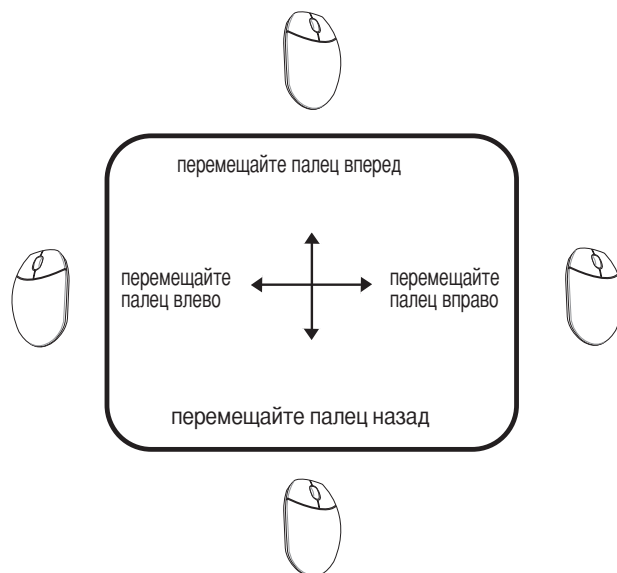 перемещайте палец вперед
перемещайте
палец влево
перемещайте
палец вправо
перемещайте палец назад